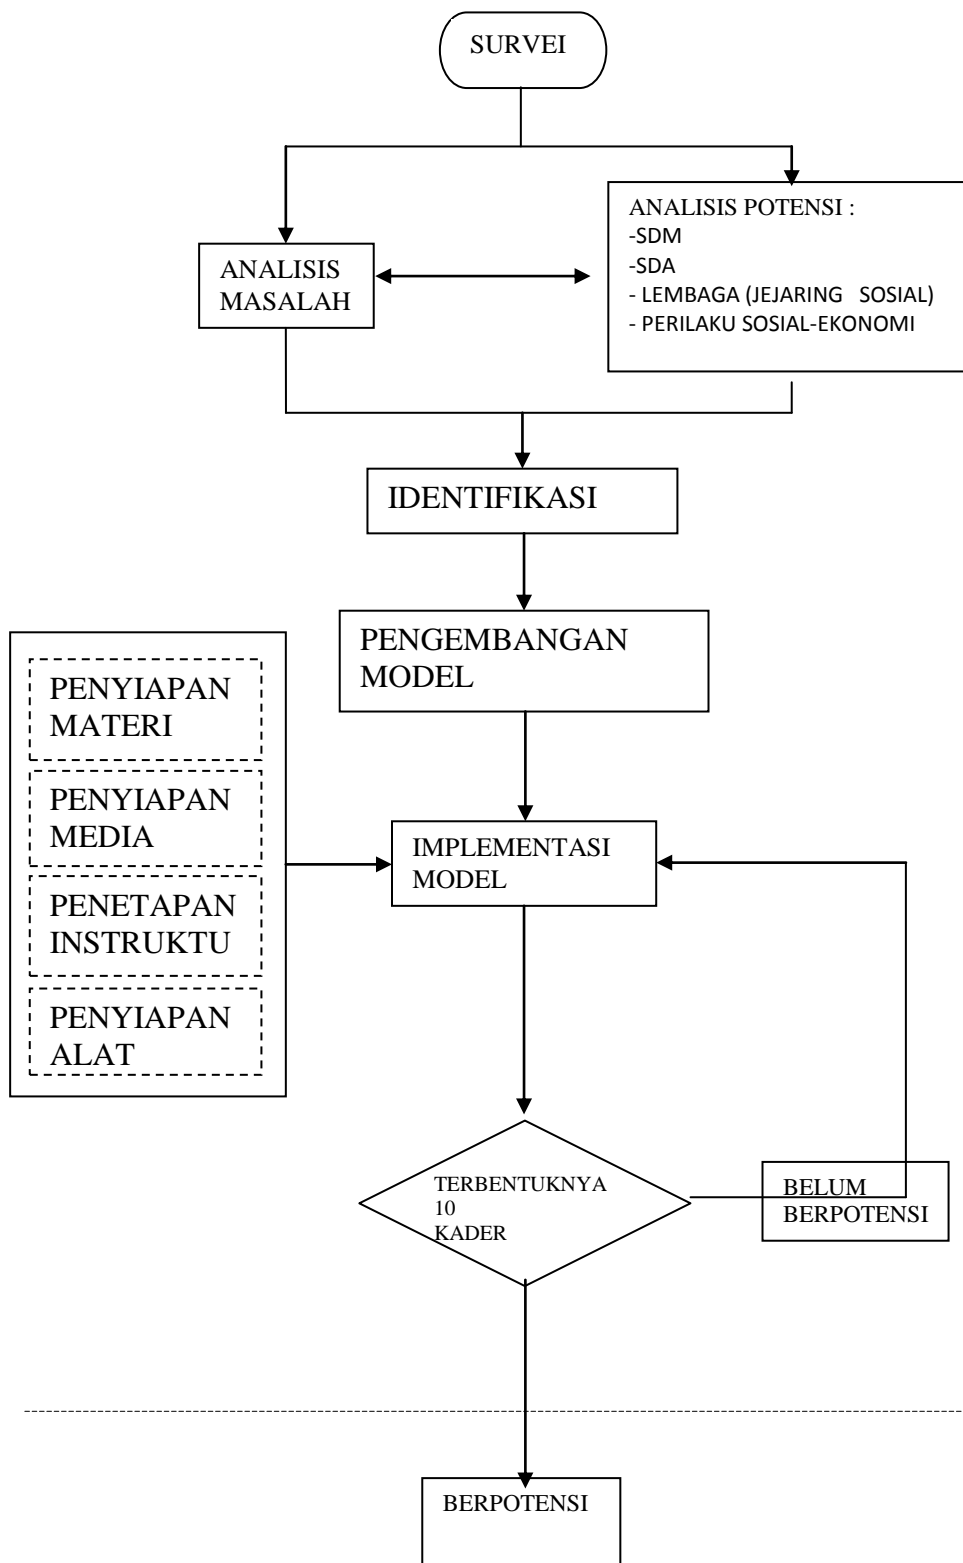 SURVEI
ANALISIS
MASALAH
ANALISIS POTENSI :
-SDM
-SDA
- LEMBAGA (JEJARING SOSIAL)
- PERILAKU SOSIAL-EKONOMI
IDENTIFIKASI
PENGEMBANGAN
MODEL
PENYIAPAN
MATERI
PENYIAPAN
MEDIA
PENETAPAN
INSTRUKTU
PENYIAPAN
ALAT
IMPLEMENTASI
MODEL
TERBENTUKNYA
10
KADER
BELUM
BERPOTENSI
BERPOTENSI